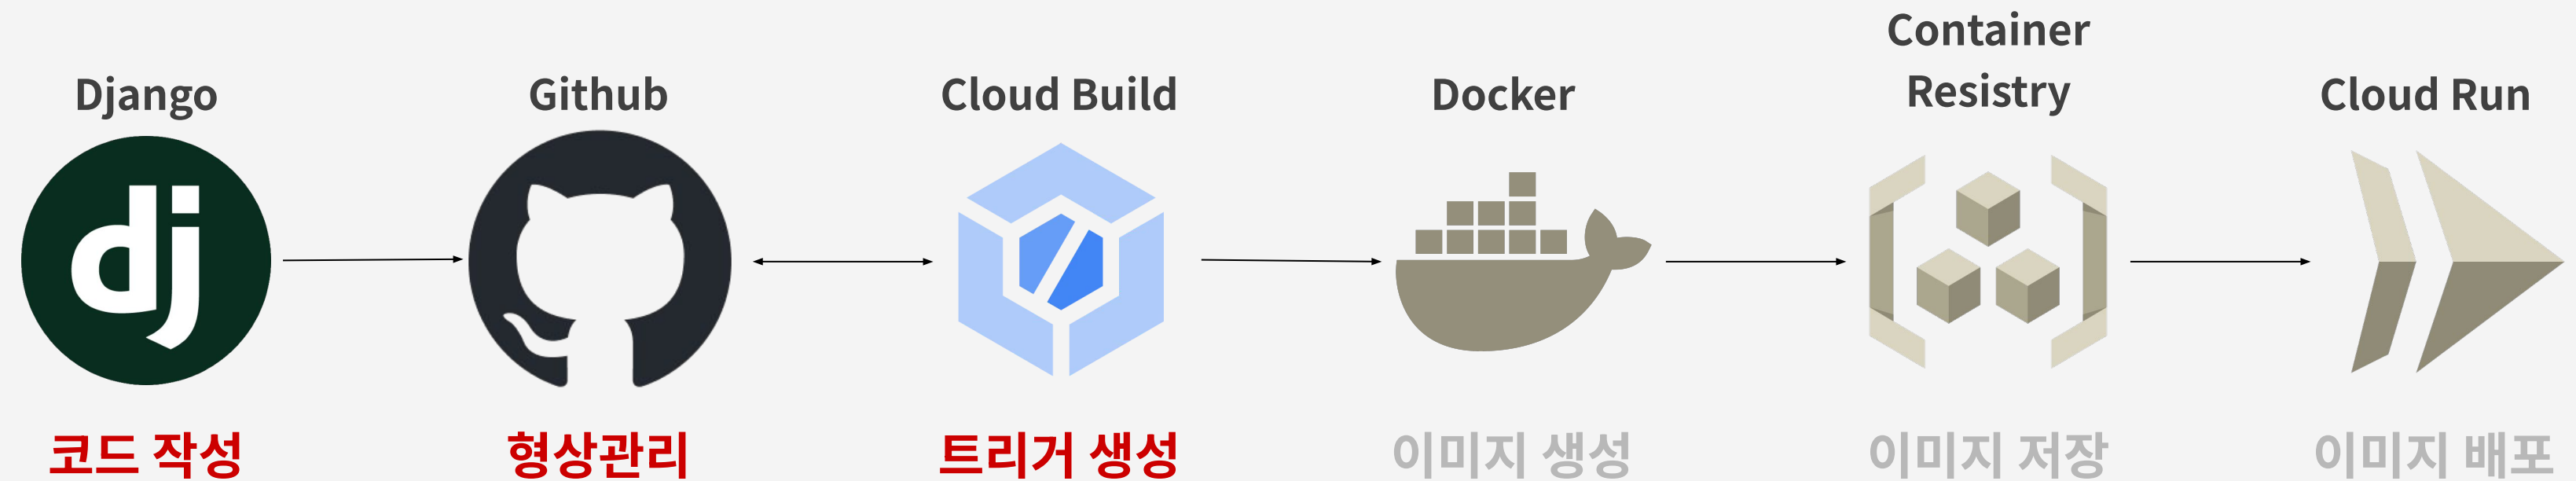 Django
Github
Cloud Build
Docker
Container
Resistry
Cloud Run
dj
코드 작성
형상관리
트리거 생성
이미지 생성
이미지 저장
이미지 배포